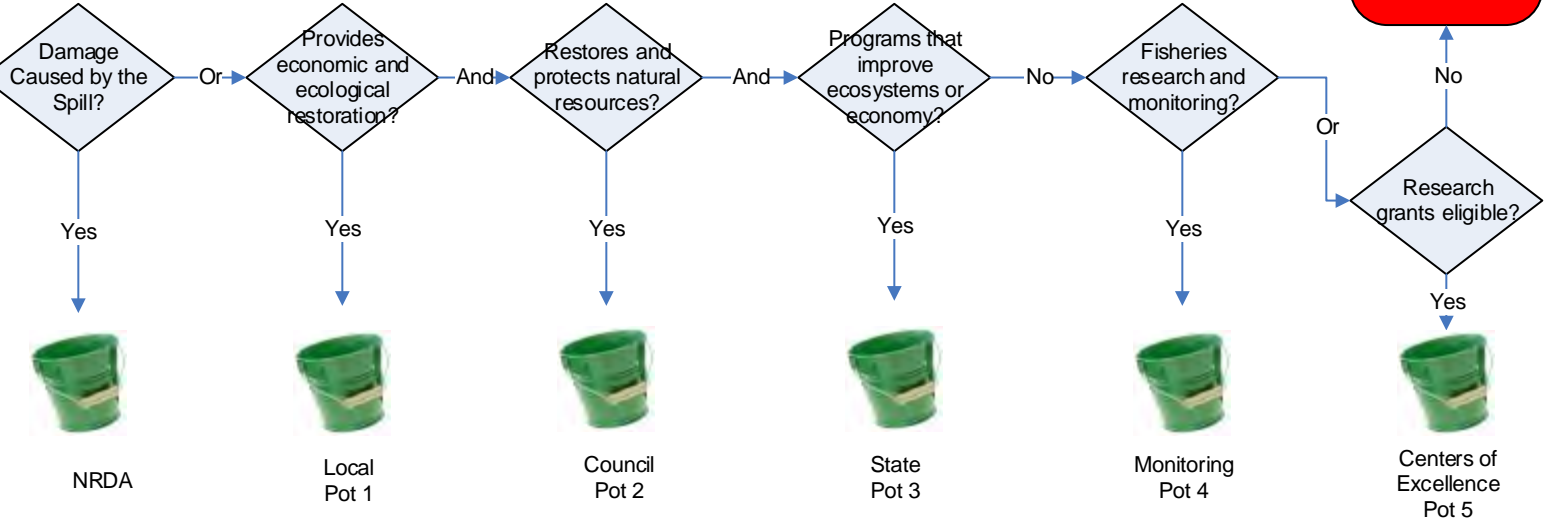 Damage
Caused by the
Spill?
Or
Provides
economic and
ecological
restoration?
And
Restores and
protects natural
resources?
And
Programs that
improve
ecosystems or
economy?
No
Fisheries
research and
monitoring?
Or
No
Research
grants eligible?
Yes
Yes
Yes
Yes
Yes
Yes
NRDA
Local
Pot 1
Council
Pot 2
State
Pot 3
Monitoring
Pot 4
Centers of
Excellence
Pot 5